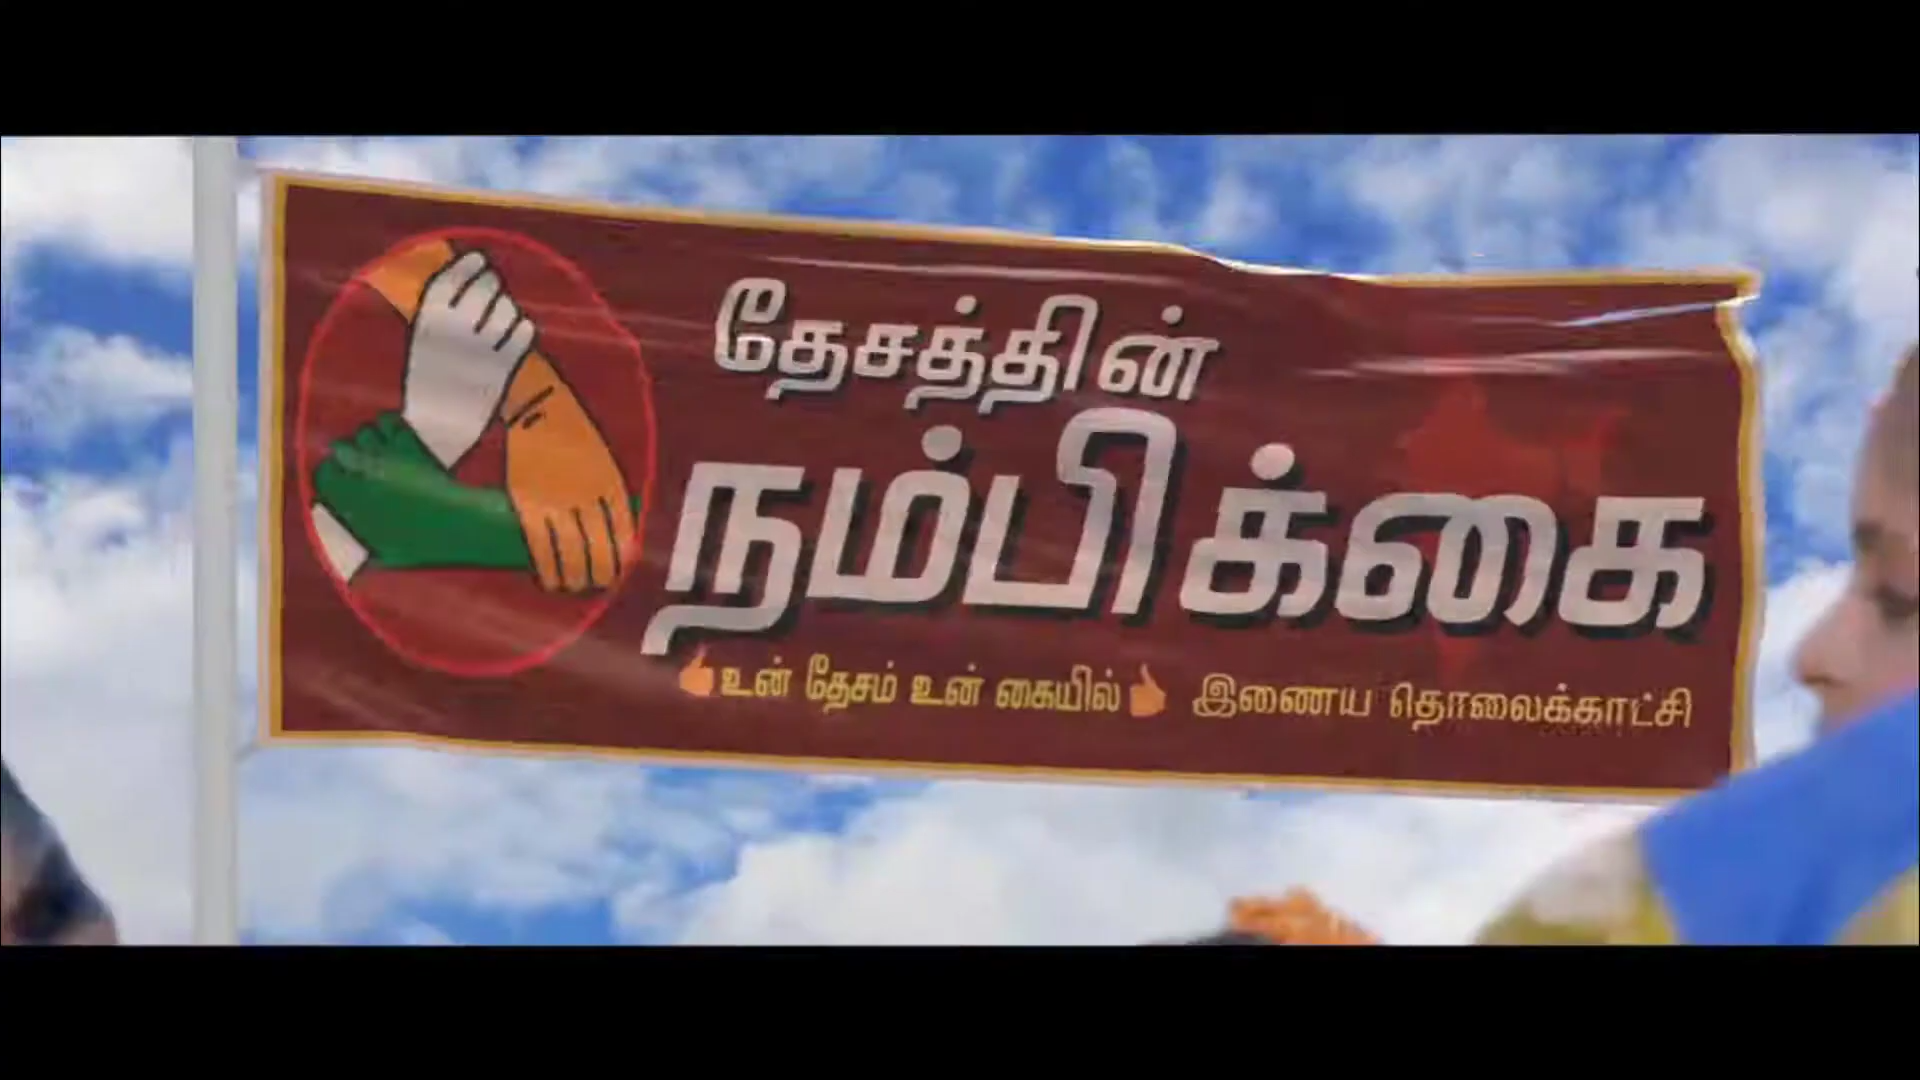 தேசத்தின்
நம்பிக்கை
உன் தேசம் உன் கையில் இணைய தொலைக்காட்சி